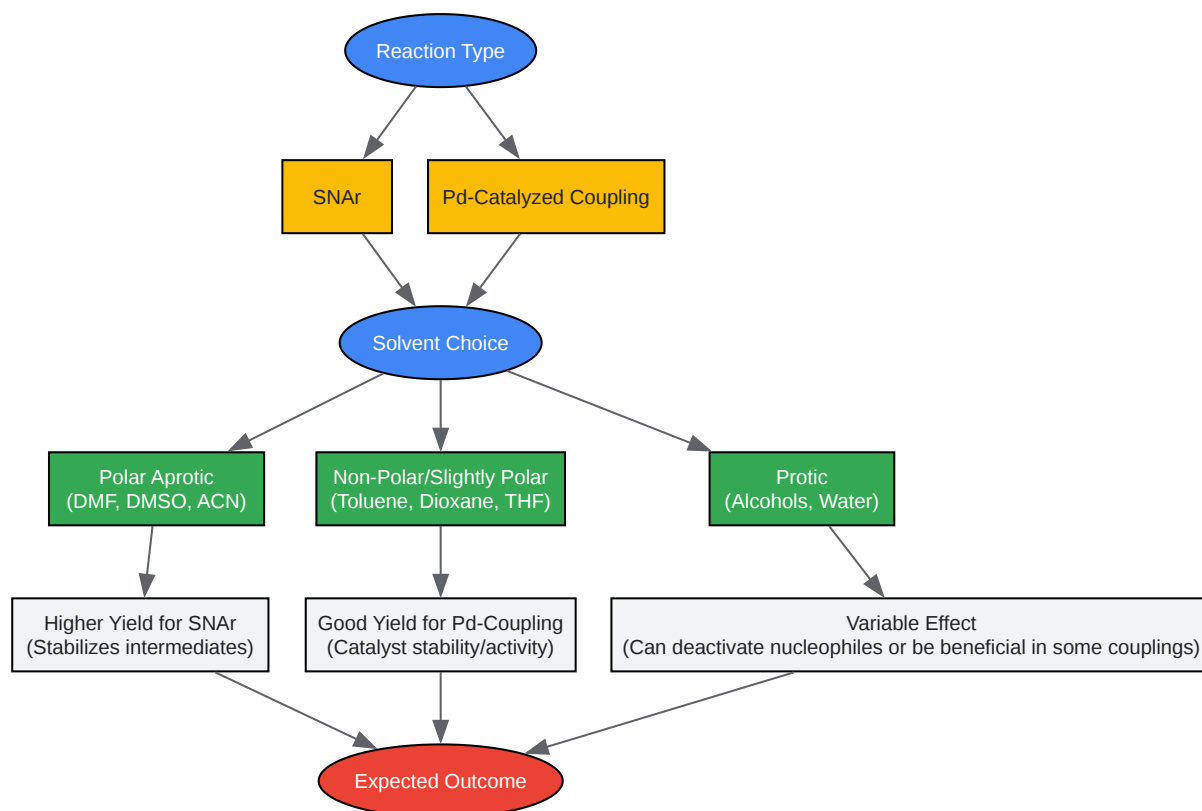 Reaction Type
SNAr
Pd-Catalyzed Coupling
Solvent Choice
Polar Aprotic
(DMF, DMSO, ACN)
Non-Polar/Slightly Polar
(Toluene, Dioxane, THF)
Protic
(Alcohols, Water)
Higher Yield for SNAr
(Stabilizes intermediates)
Good Yield for Pd-Coupling
(Catalyst stability/activity)
Variable Effect
(Can deactivate nucleophiles or be beneficial in some couplings)
Expected Outcome